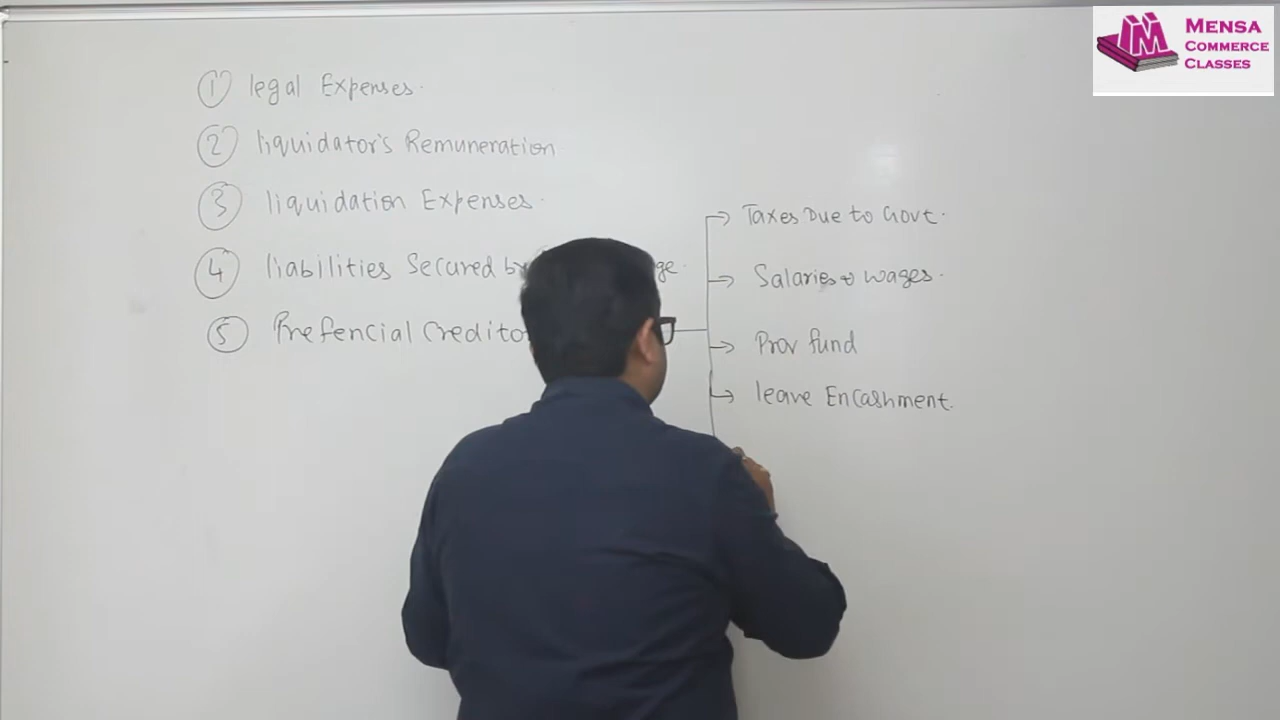 MENSA
COMMERCE
CLASSES
① legal Expenses.
② liquidator's Remuneration
③ liquidation Expenses.
④ liabilities Secured by
⑤ Prefencial Credito
Taxes Due to Govt.
Salaries & wages.
Prov fund
leave Encashment.